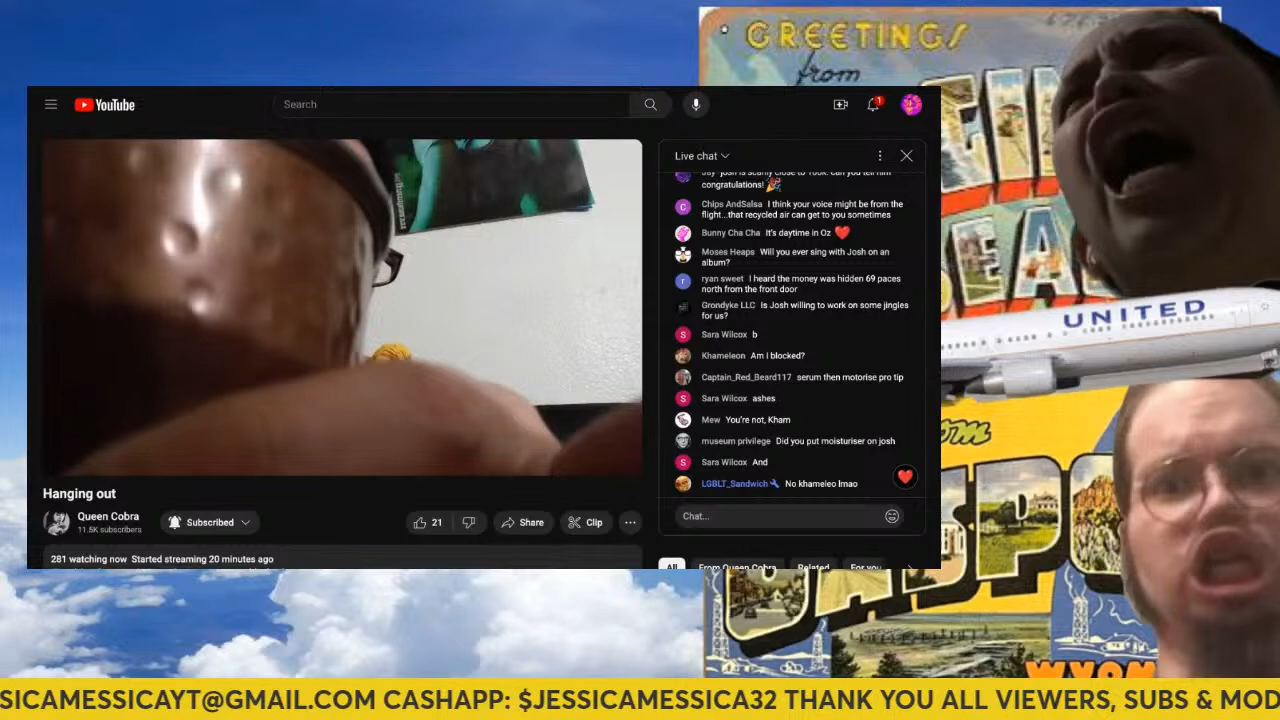 GREETINGS
from
YouTube
Search
1
Live chat
congratulations!
Chips AndSalsa I think your voice might be from the
flight...that recycled air can get to you sometimes
Bunny Cha Cha It's daytime in Oz
Moses Heaps Will you ever sing with Josh on an
album?
ryan sweet I heard the money was hidden 69 paces
north from the front door
Grondyke LLC Is Josh willing to work on some jingles
for us?
Sara Wilcox b
Khameleon Am I blocked?
Captain_Red_Beard117 serum then motorise pro tip
Sara Wilcox ashes
Mew You're not, Kham
museum privilege Did you put moisturiser on josh
Sara Wilcox And
LGBLT_Sandwich No khameleo lmao
Chat...
Hanging out
Queen Cobra
11.5K subscribers
Subscribed
21
Share
Clip
281 watching now Started streaming 20 minutes ago
All From Queen Cobra Related For you
UNITED
SICAMESSICAYT@GMAIL.COM CASHAPP: $JESSICAMESSICA32 THANK YOU ALL VIEWERS, SUBS & MOD